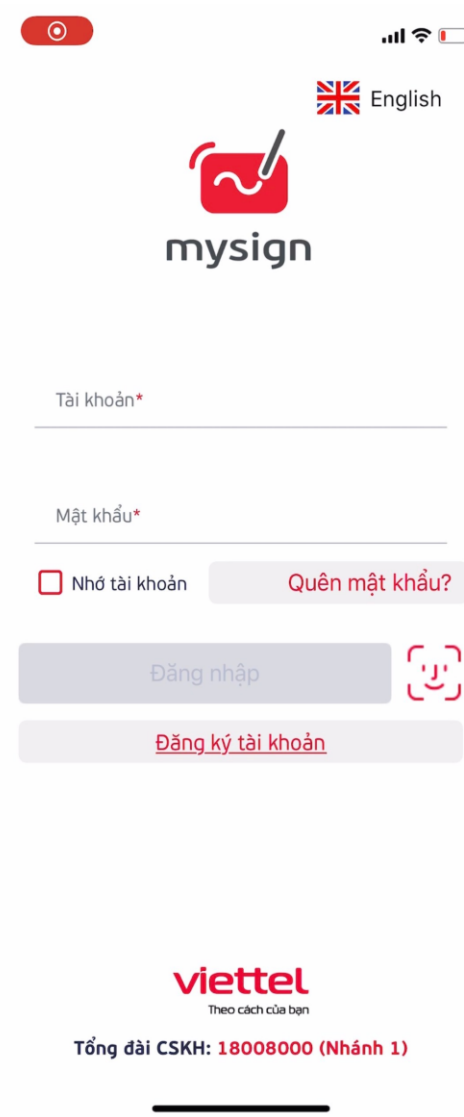 English
mysign
Tài khoản*
Mật khẩu*
Nhớ tài khoản
Quên mật khẩu?
Đăng nhập
Đăng ký tài khoản
viettel
Theo cách của bạn
Tổng đài CSKH: 18008000 (Nhánh 1)